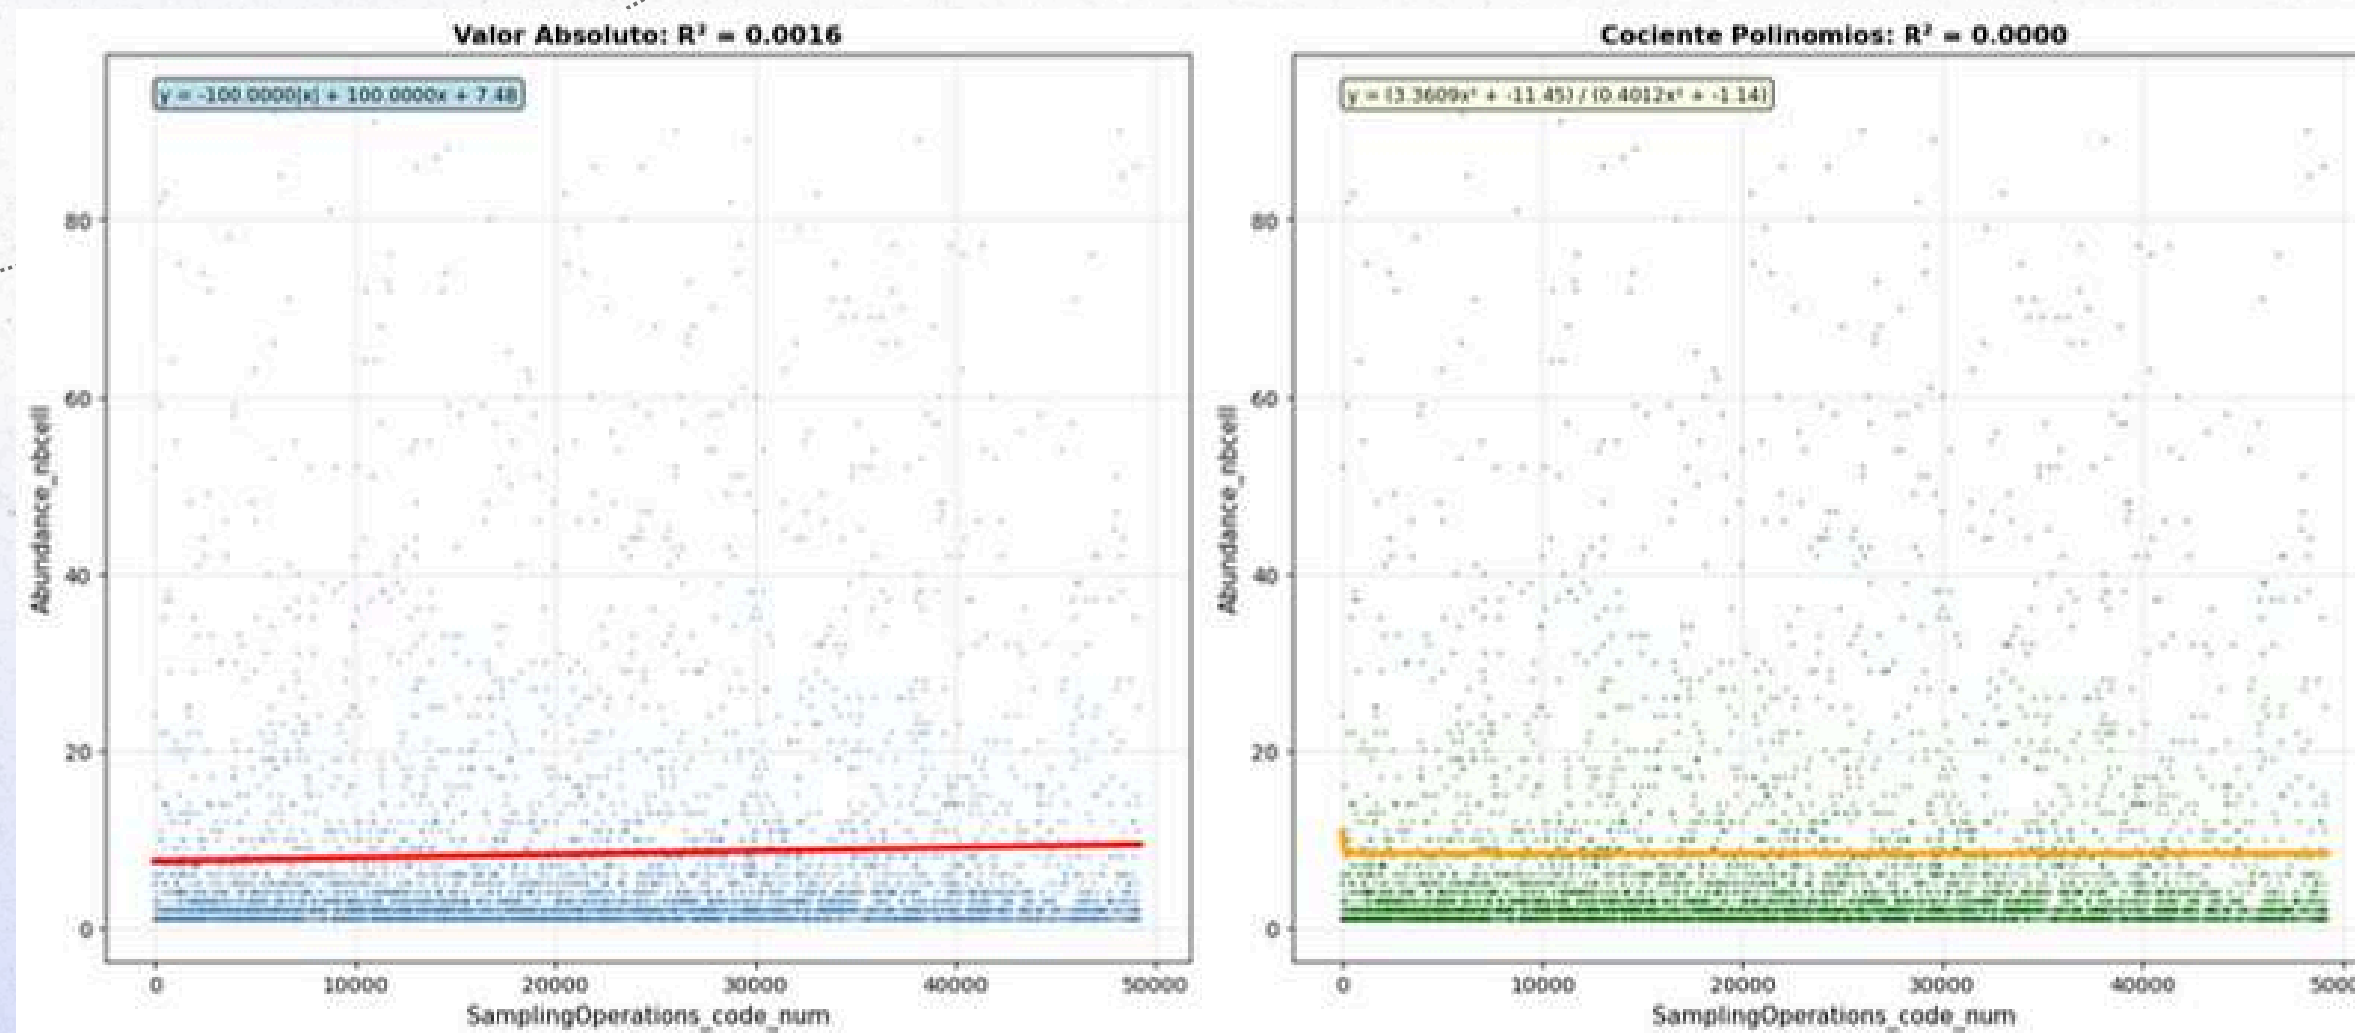 Valor Absoluto: R² = 0.0016
y = -100.0000|x| + 100.0000x + 7.48
80
60
40
20
0
Abundance_nbcell
0 10000 20000 30000 40000 50000
SamplingOperations_code_num
Cociente Polinomios: R² = 0.0000
y = (3.3609x² + -11.45) / (0.4012x² + -1.14)
80
60
40
20
0
Abundance_nbcell
0 10000 20000 30000 40000 5000
SamplingOperations_code_num